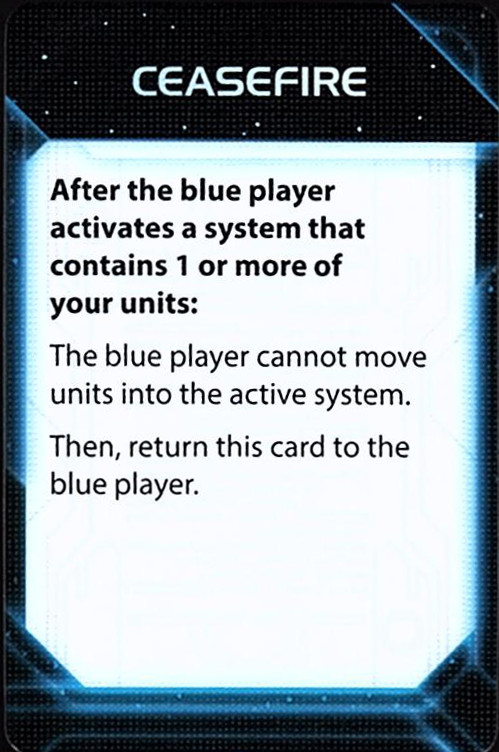 CEASEFIRE
After the blue player
activates a system that
contains 1 or more of
your units:
The blue player cannot move
units into the active system.
Then, return this card to the
blue player.